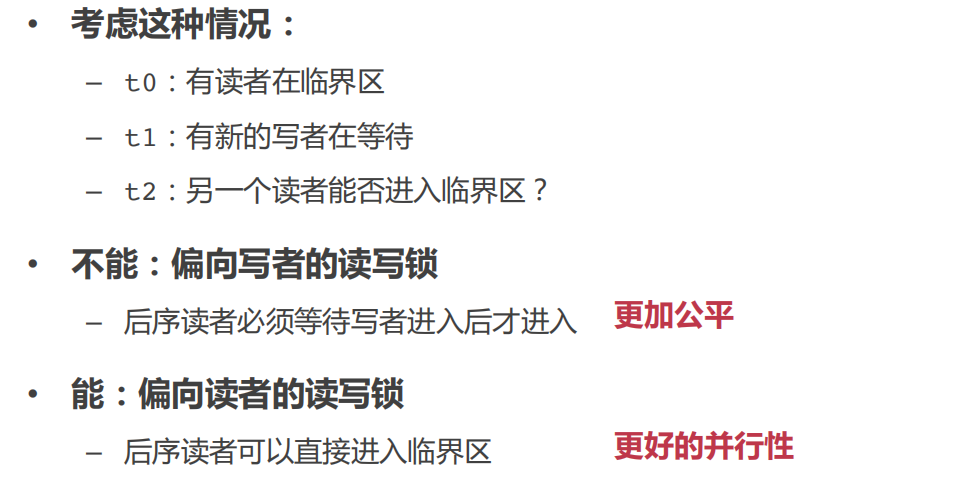 • 考虑这种情况：
– t0：有读者在临界区
– t1：有新的写者在等待
– t2：另一个读者能否进入临界区？
• 不能：偏向写者的读写锁
– 后序读者必须等待写者进入后才进入 更加公平
• 能：偏向读者的读写锁
– 后序读者可以直接进入临界区 更好的并行性